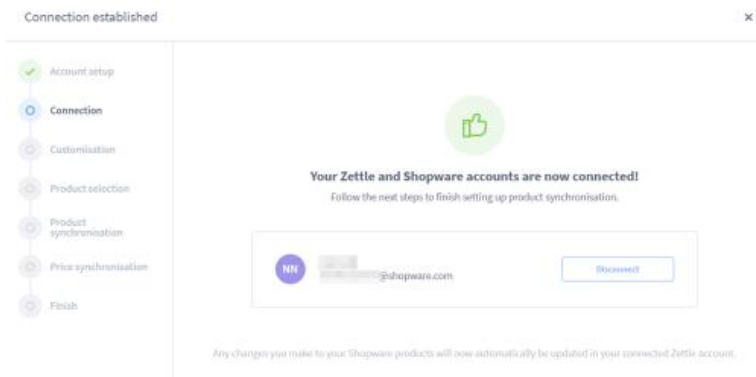 Connection established
Account setup
Connection
Customisation
Product selection
Product
synchronisation
Price synchronisation
Finish
Your Zettle and Shopware accounts are now connected!
Follow the next steps to finish setting up product synchronisation.
NN
@shopware.com
Disconnect
Any changes you make to your Shopware products will now automatically be updated in your connected Zettle account.